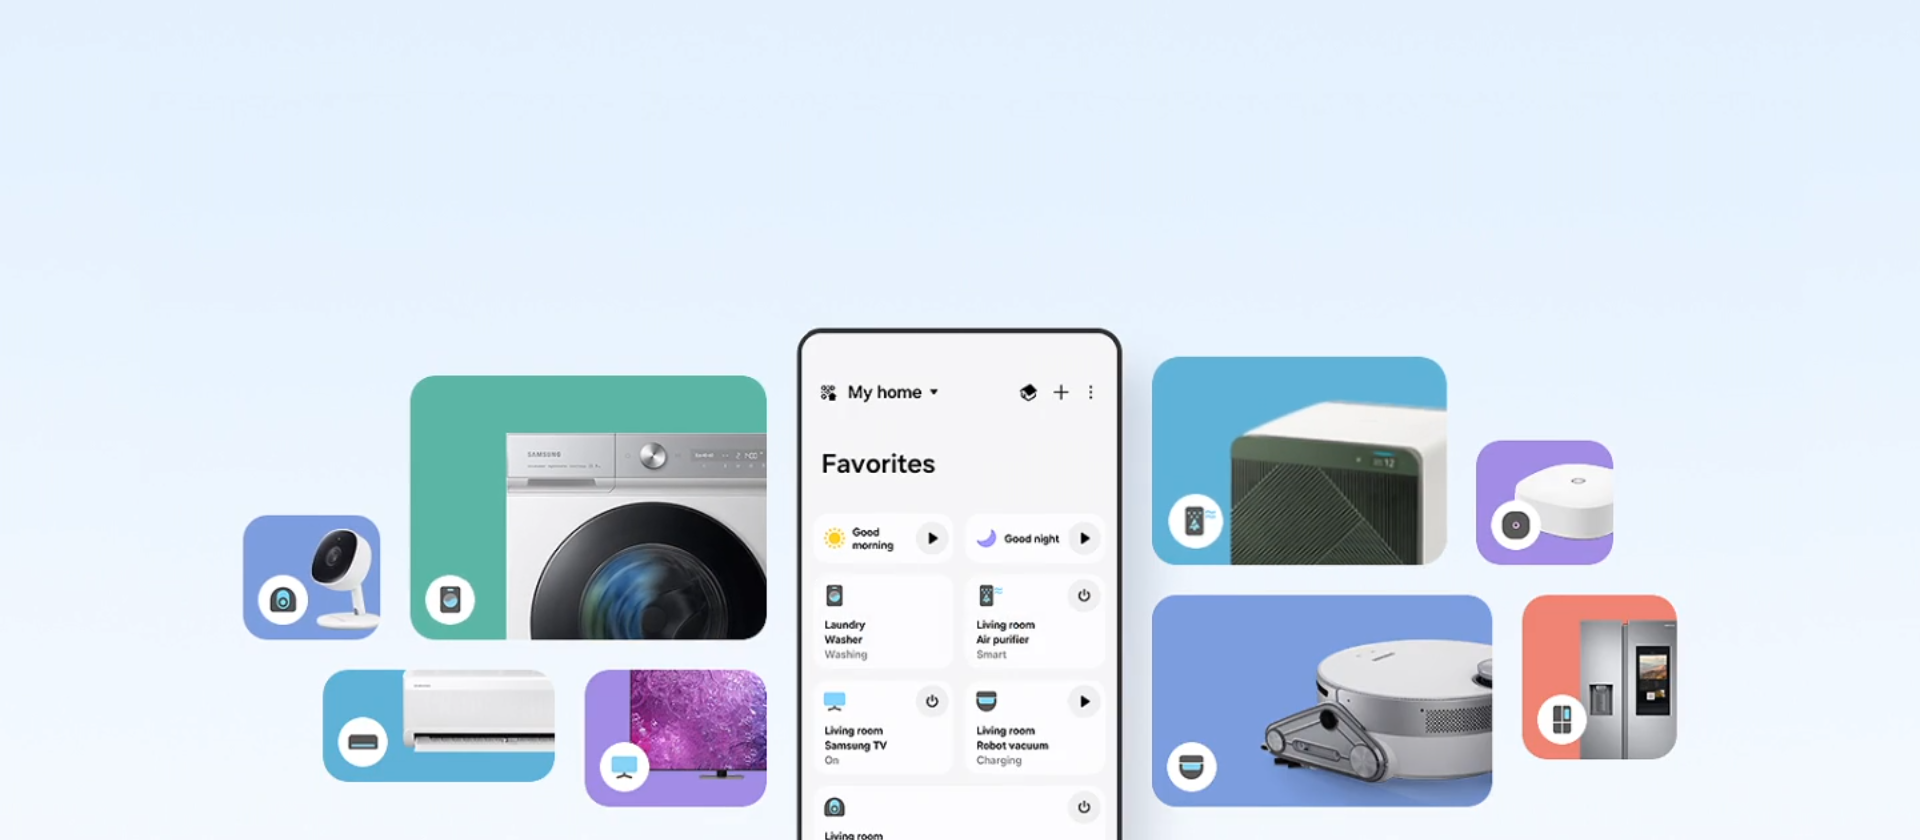 My home
Favorites
Good
morning
Good night
Laundry
Washer
Washing
Living room
Air purifier
Smart
Living room
Samsung TV
On
Living room
Robot vacuum
Charging
Living room
SAMSUNG